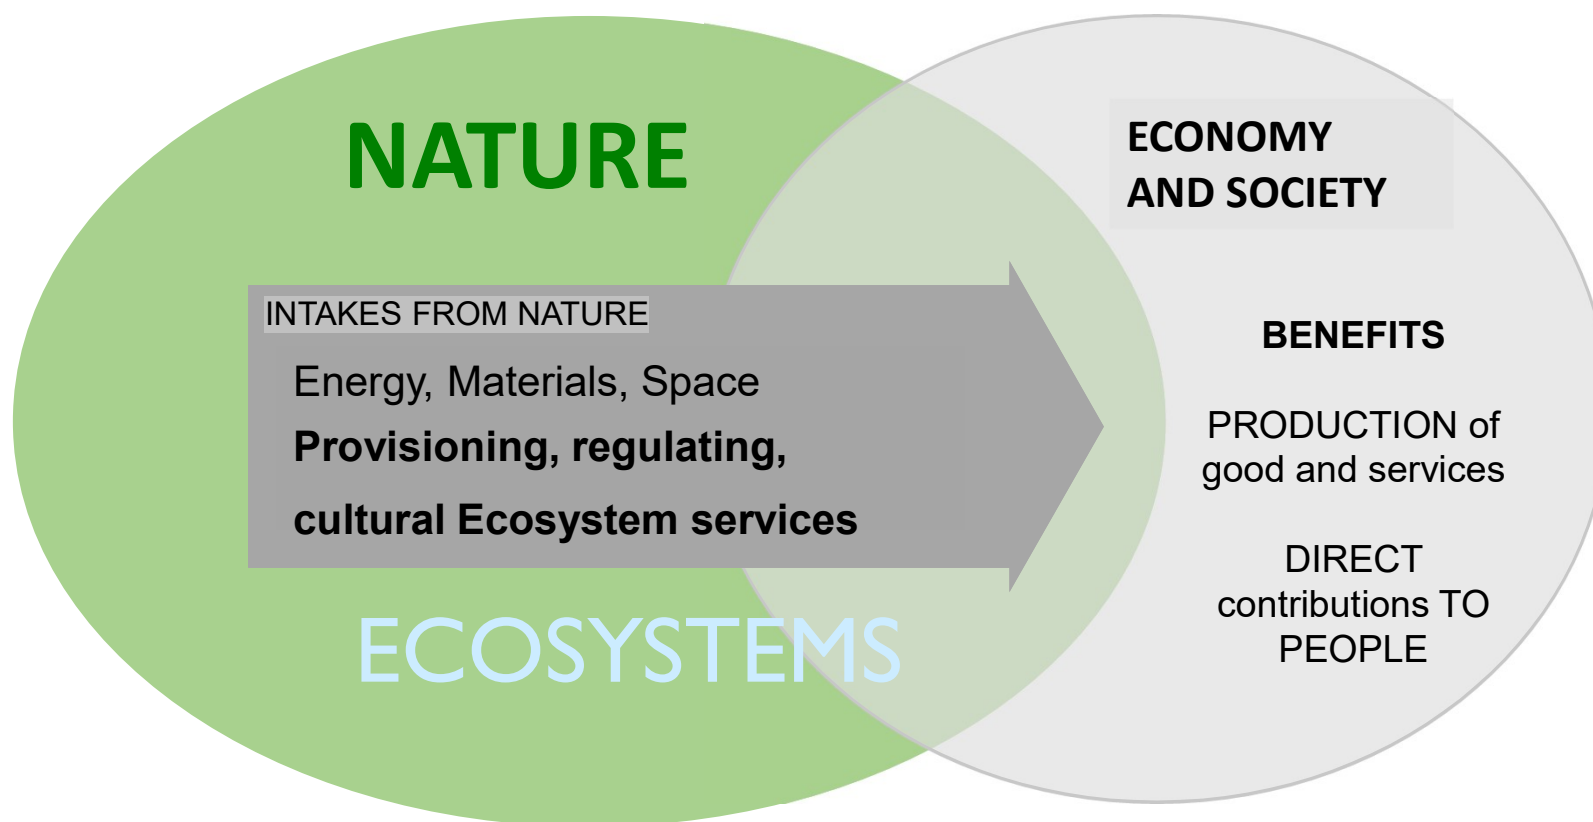 NATURE
ECONOMY
AND SOCIETY
INTAKES FROM NATURE
Energy, Materials, Space
Provisioning, regulating,
cultural Ecosystem services
ECOSYSTEMS
BENEFITS
PRODUCTION of
good and services
DIRECT
contributions TO
PEOPLE